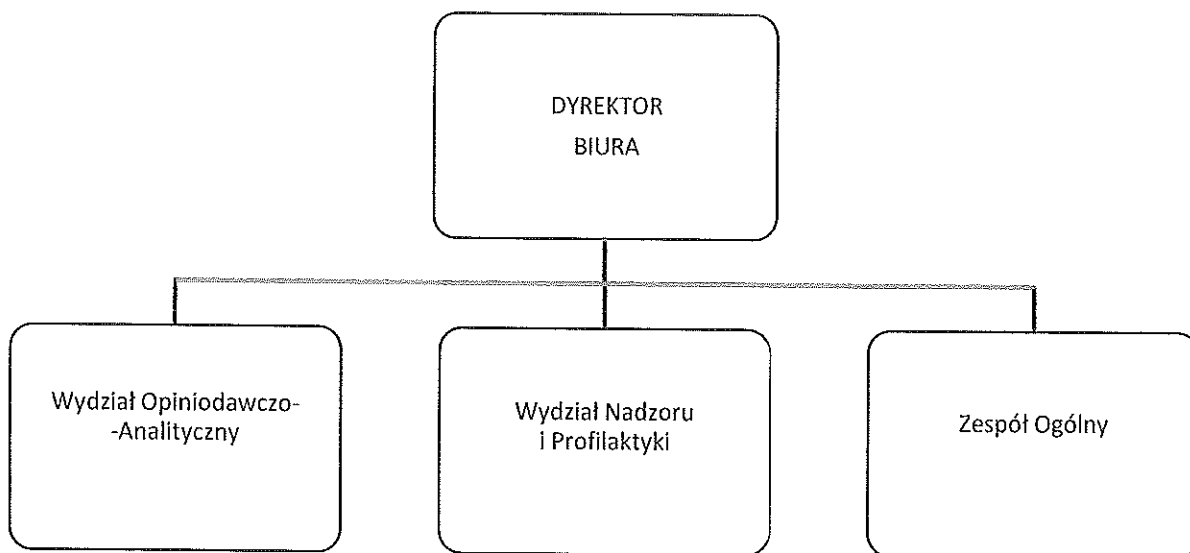 DYREKTOR
BIURA
Wydział Opiniodawczo-
-Analityczny
Wydział Nadzoru
i Profilaktyki
Zespół Ogólny